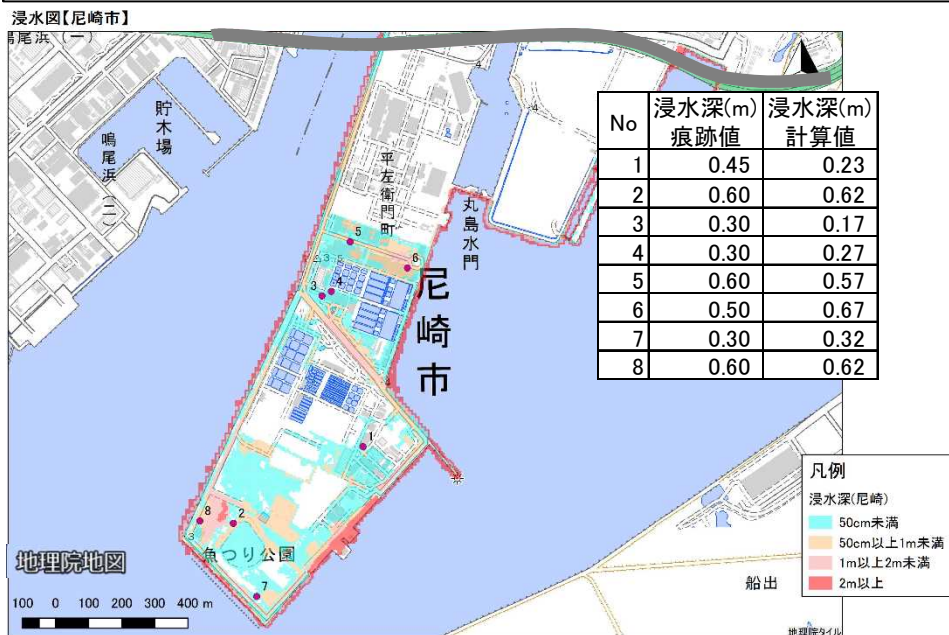 浸水図【尼崎市】
鳴尾浜(一)
貯木場
鳴尾浜(二)
平左衛門町
丸島水門
尼崎市
4
4
5
6
3
4
1
8
2
3
魚つり公園
7
No 浸水深(m)痕跡値 浸水深(m)計算値
1 0.45 0.23
2 0.60 0.62
3 0.30 0.17
4 0.30 0.27
5 0.60 0.57
6 0.50 0.67
7 0.30 0.32
8 0.60 0.62
凡例
浸水深(尼崎)
50cm未満
50cm以上1m未満
1m以上2m未満
2m以上
船出
地理院地図
100 0 100 200 300 400 m
地理院タイル